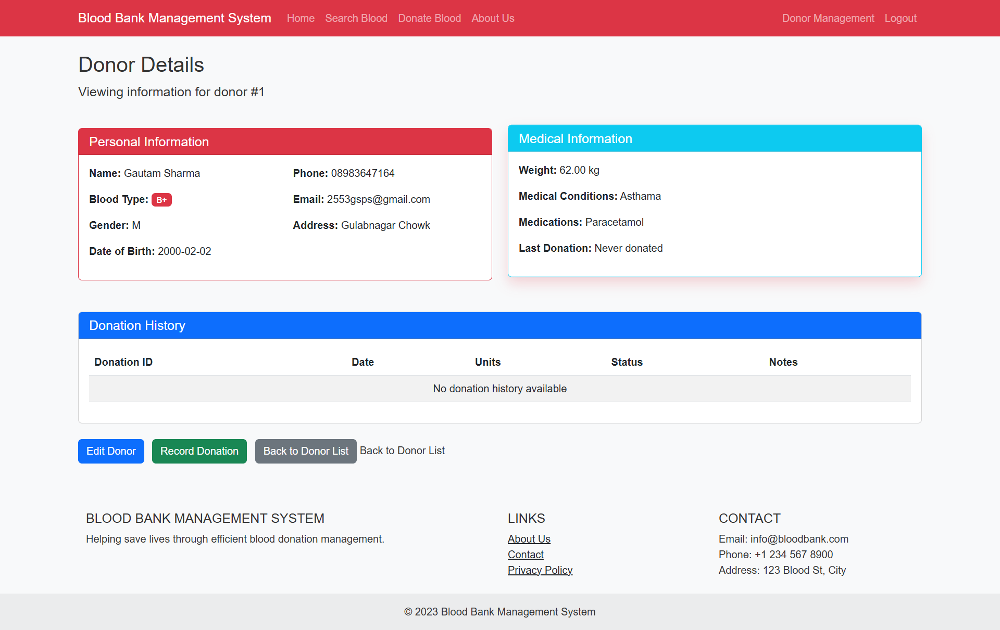 Blood Bank Management System Home Search Blood Donate Blood About Us Donor Management Logout
Donor Details
Viewing information for donor #1
Personal Information
Name: Gautam Sharma
Blood Type: B+
Gender: M
Date of Birth: 2000-02-02
Phone: 08983647164
Email: 2553gsps@gmail.com
Address: Gulabnagar Chowk
Medical Information
Weight: 62.00 kg
Medical Conditions: Asthama
Medications: Paracetamol
Last Donation: Never donated
Donation History
Donation ID Date Units Status Notes
No donation history available
Edit Donor Record Donation Back to Donor List Back to Donor List
BLOOD BANK MANAGEMENT SYSTEM
Helping save lives through efficient blood donation management.
LINKS
About Us
Contact
Privacy Policy
CONTACT
Email: info@bloodbank.com
Phone: +1 234 567 8900
Address: 123 Blood St, City
© 2023 Blood Bank Management System